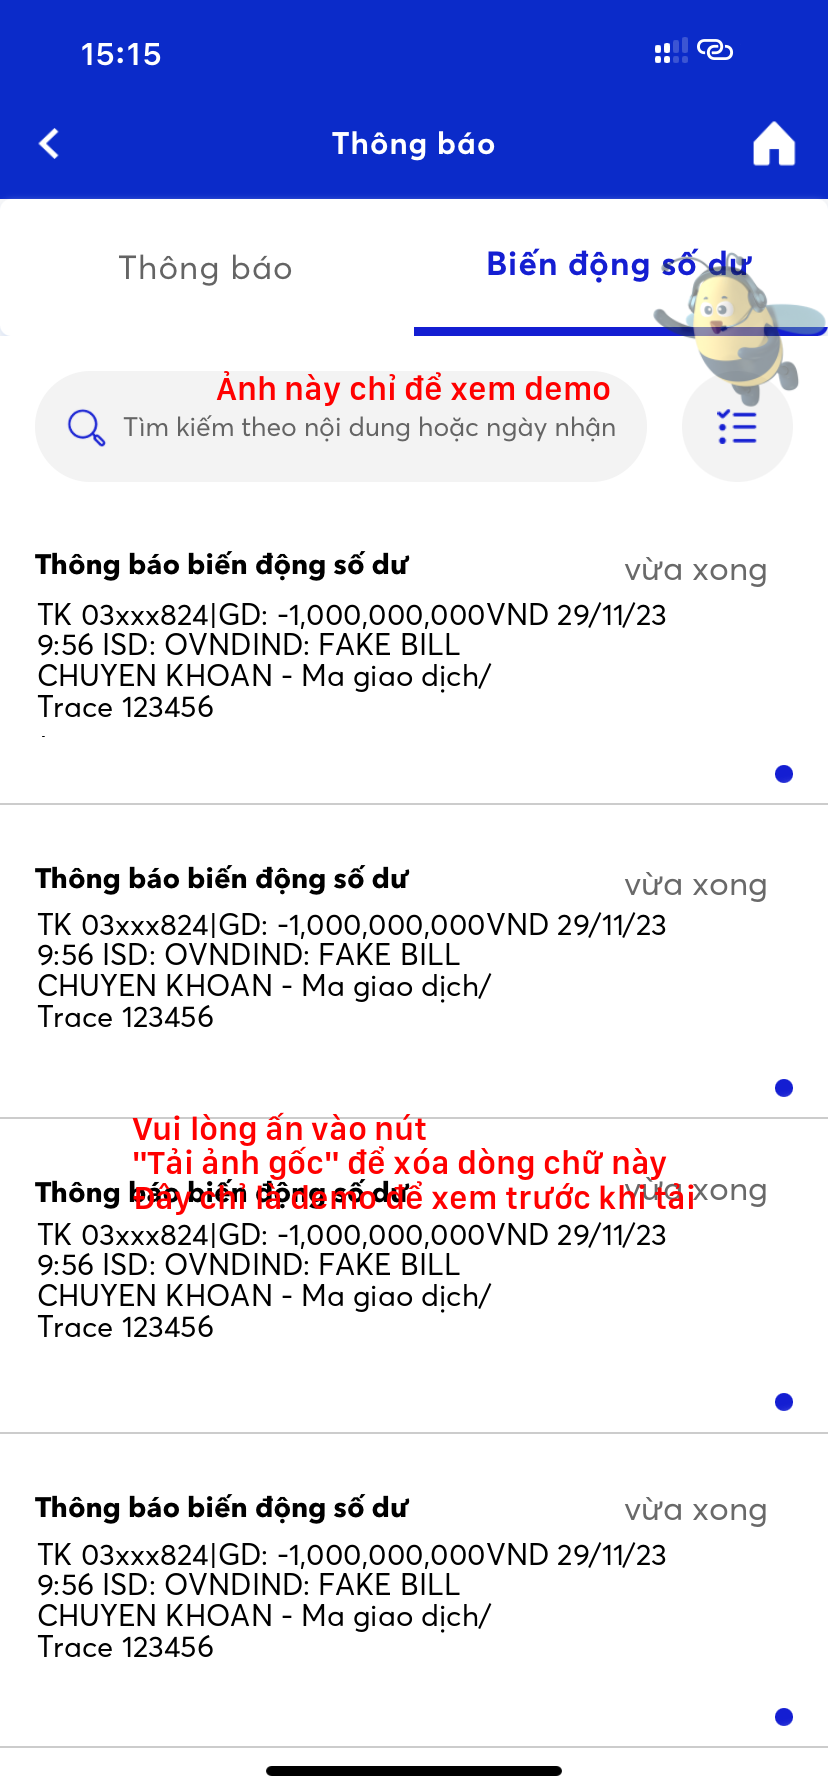 15:15
Thông báo
Thông báo
Biến động số dư
Ảnh này chỉ để xem demo
Tìm kiếm theo nội dung hoặc ngày nhận
Thông báo biến động số dư
vừa xong
TK 03xxx824|GD: -1,000,000,000VND 29/11/23
9:56 ISD: OVNDIND: FAKE BILL
CHUYEN KHOAN - Ma giao dịch/
Trace 123456
Thông báo biến động số dư
vừa xong
TK 03xxx824|GD: -1,000,000,000VND 29/11/23
9:56 ISD: OVNDIND: FAKE BILL
CHUYEN KHOAN - Ma giao dịch/
Trace 123456
Vui lòng ấn vào nút
"Tải ảnh gốc" để xóa dòng chữ này
Đây chỉ là demo để xem trước khi tải
Thông báo biến động số dư
vừa xong
TK 03xxx824|GD: -1,000,000,000VND 29/11/23
9:56 ISD: OVNDIND: FAKE BILL
CHUYEN KHOAN - Ma giao dịch/
Trace 123456
Thông báo biến động số dư
vừa xong
TK 03xxx824|GD: -1,000,000,000VND 29/11/23
9:56 ISD: OVNDIND: FAKE BILL
CHUYEN KHOAN - Ma giao dịch/
Trace 123456